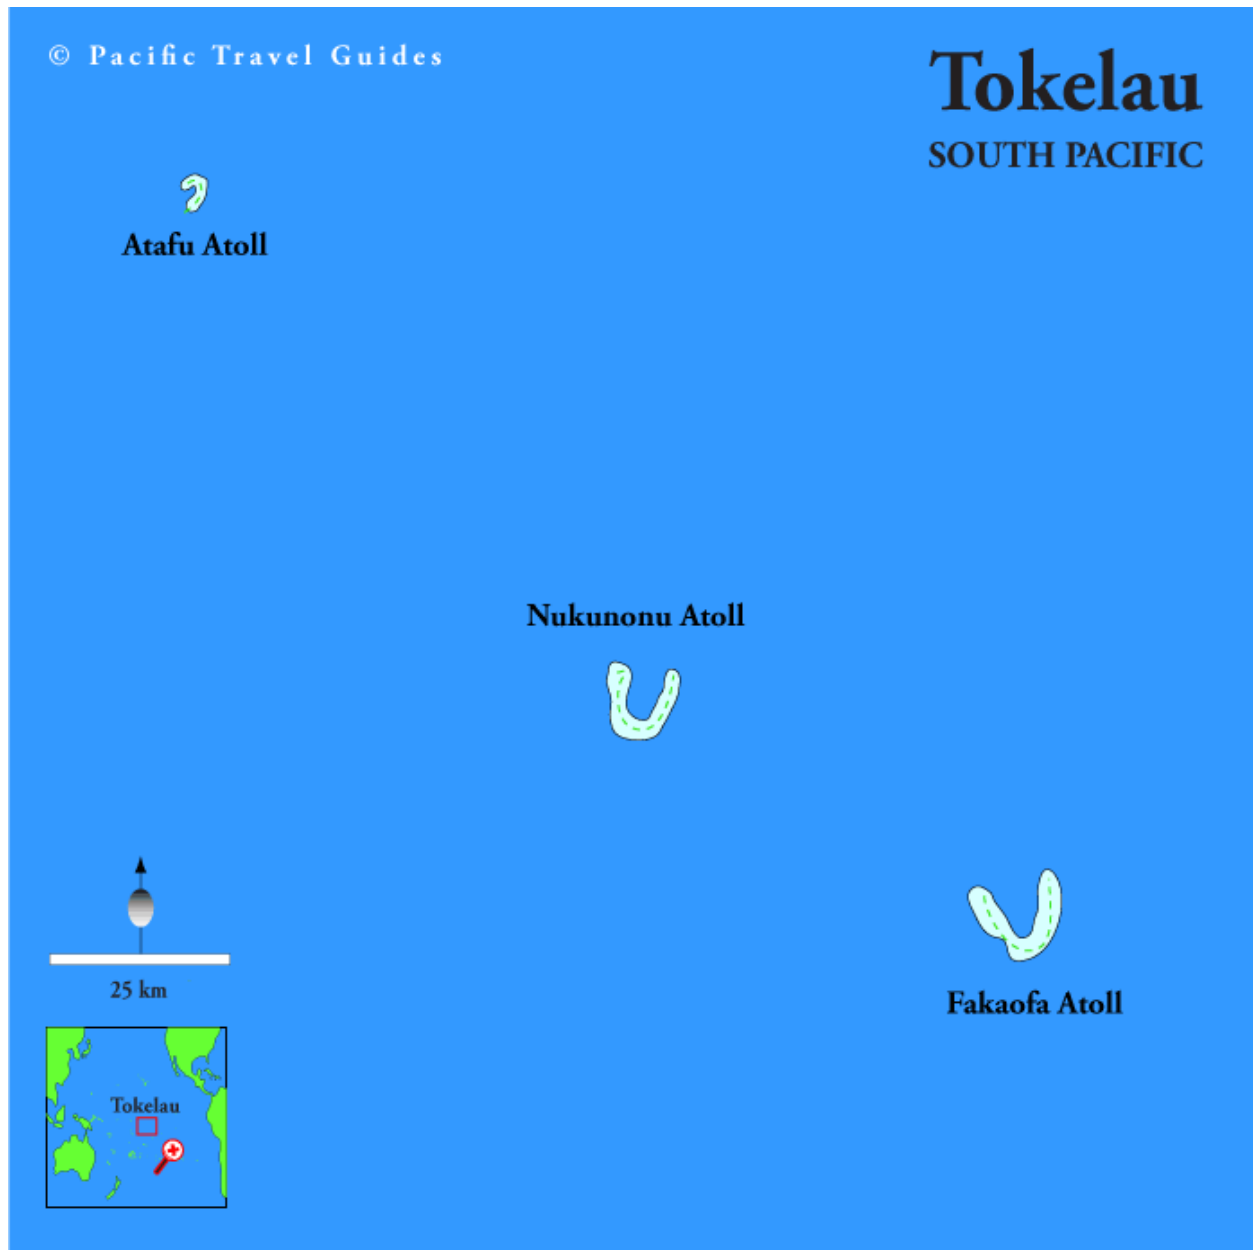 © Pacific Travel Guides
Tokelau
SOUTH PACIFIC
Atafu Atoll
Nukunonu Atoll
Fakaofa Atoll
25 km
Tokelau